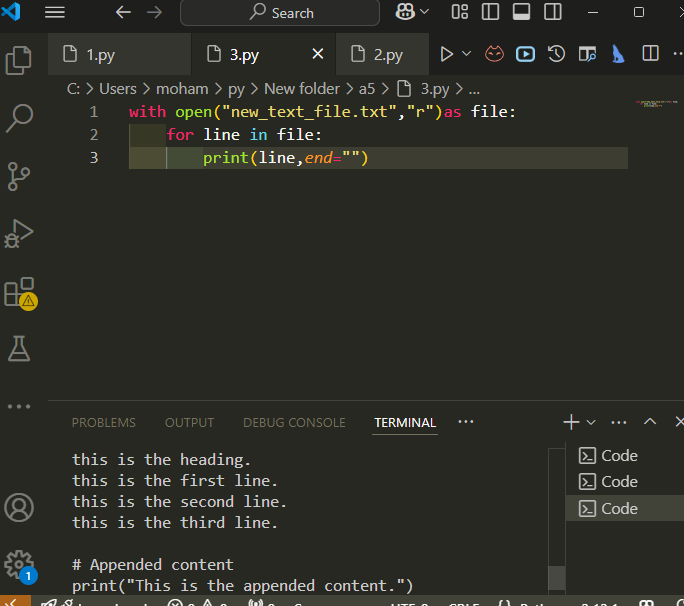 Search
1.py
3.py
2.py
C: > Users > moham > py > New folder > a5 > 3.py > ...
1 with open("new_text_file.txt","r")as file:
2 for line in file:
3 print(line,end="")
PROBLEMS OUTPUT DEBUG CONSOLE TERMINAL
this is the heading.
this is the first line.
this is the second line.
this is the third line.
# Appended content
print("This is the appended content.")
Code
Code
Code
1